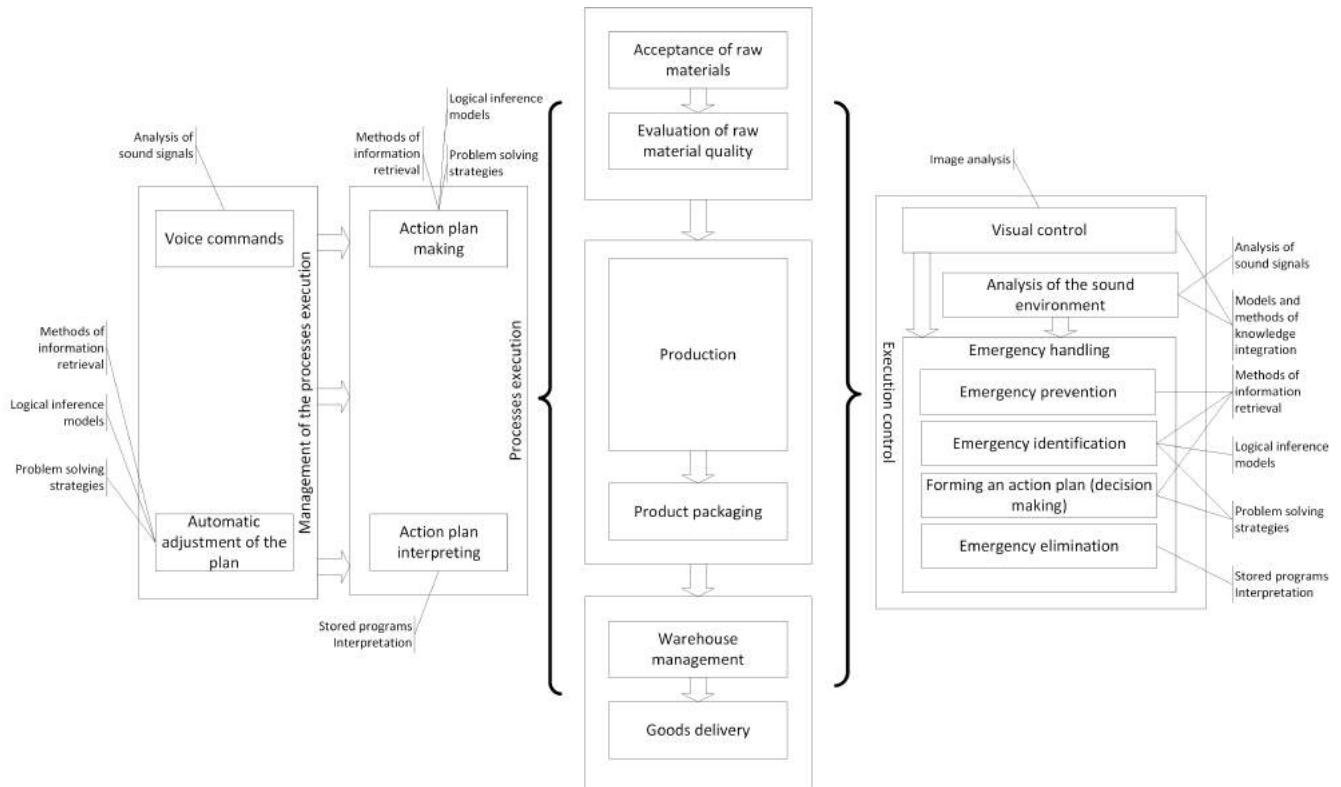 Analysis of
sound signals
Voice commands
Methods of
information
retrieval
Logical inference
models
Problem solving
strategies
Automatic
adjustment of the
plan
Management of the processes execution
Logical inference
models
Methods of
information
retrieval
Problem solving
strategies
Action plan
making
Action plan
interpreting
Stored programs
Interpretation
Processes execution
Acceptance of raw
materials
Evaluation of raw
material quality
Production
Product packaging
Warehouse
management
Goods delivery
Image analysis
Visual control
Analysis of the sound
environment
Execution control
Emergency handling
Emergency prevention
Emergency identification
Forming an action plan (decision
making)
Emergency elimination
Analysis of
sound signals
Models and
methods of
knowledge
integration
Methods of
information
retrieval
Logical inference
models
Problem solving
strategies
Stored programs
Interpretation